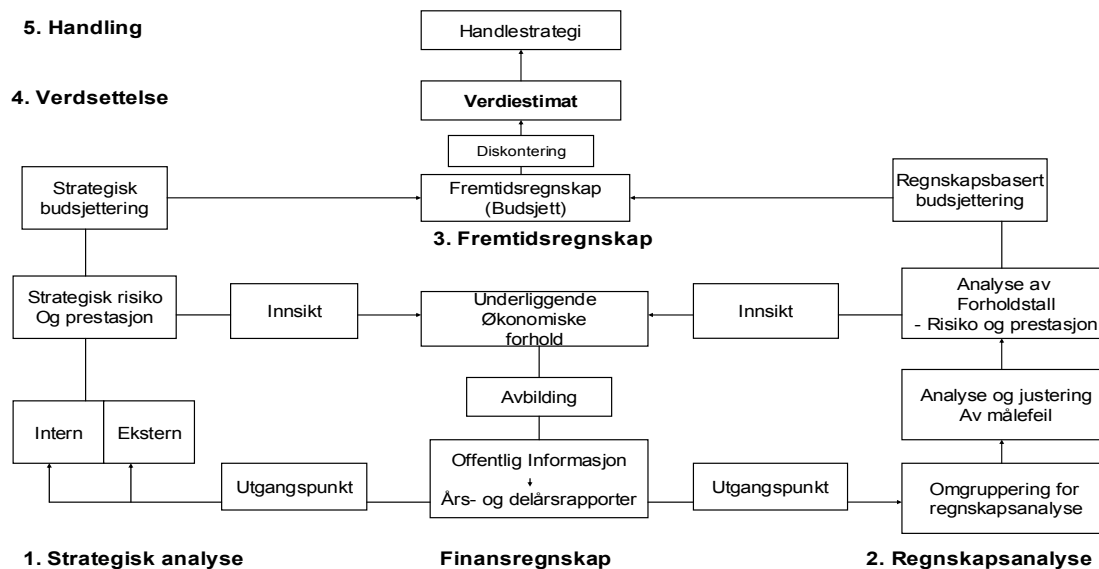 5. Handling
Handlestrategi
4. Verdsettelse
Verdiestimat
Diskontering
Strategisk
budsjettering
Fremtidsregnskap
(Budsjett)
Regnskapsbasert
budsjettering
3. Fremtidsregnskap
Strategisk risiko
Og prestasjon
Innsikt
Underliggende
Økonomiske
forhold
Innsikt
Analyse av
Forholdstall
- Risiko og prestasjon
Avbilding
Analyse og justering
Av målefeil
Intern
Ekstern
Utgangspunkt
Offentlig Informasjon
Års- og delårsrapporter
Utgangspunkt
Omgruppering for
regnskapsanalyse
1. Strategisk analyse
Finansregnskap
2. Regnskapsanalyse